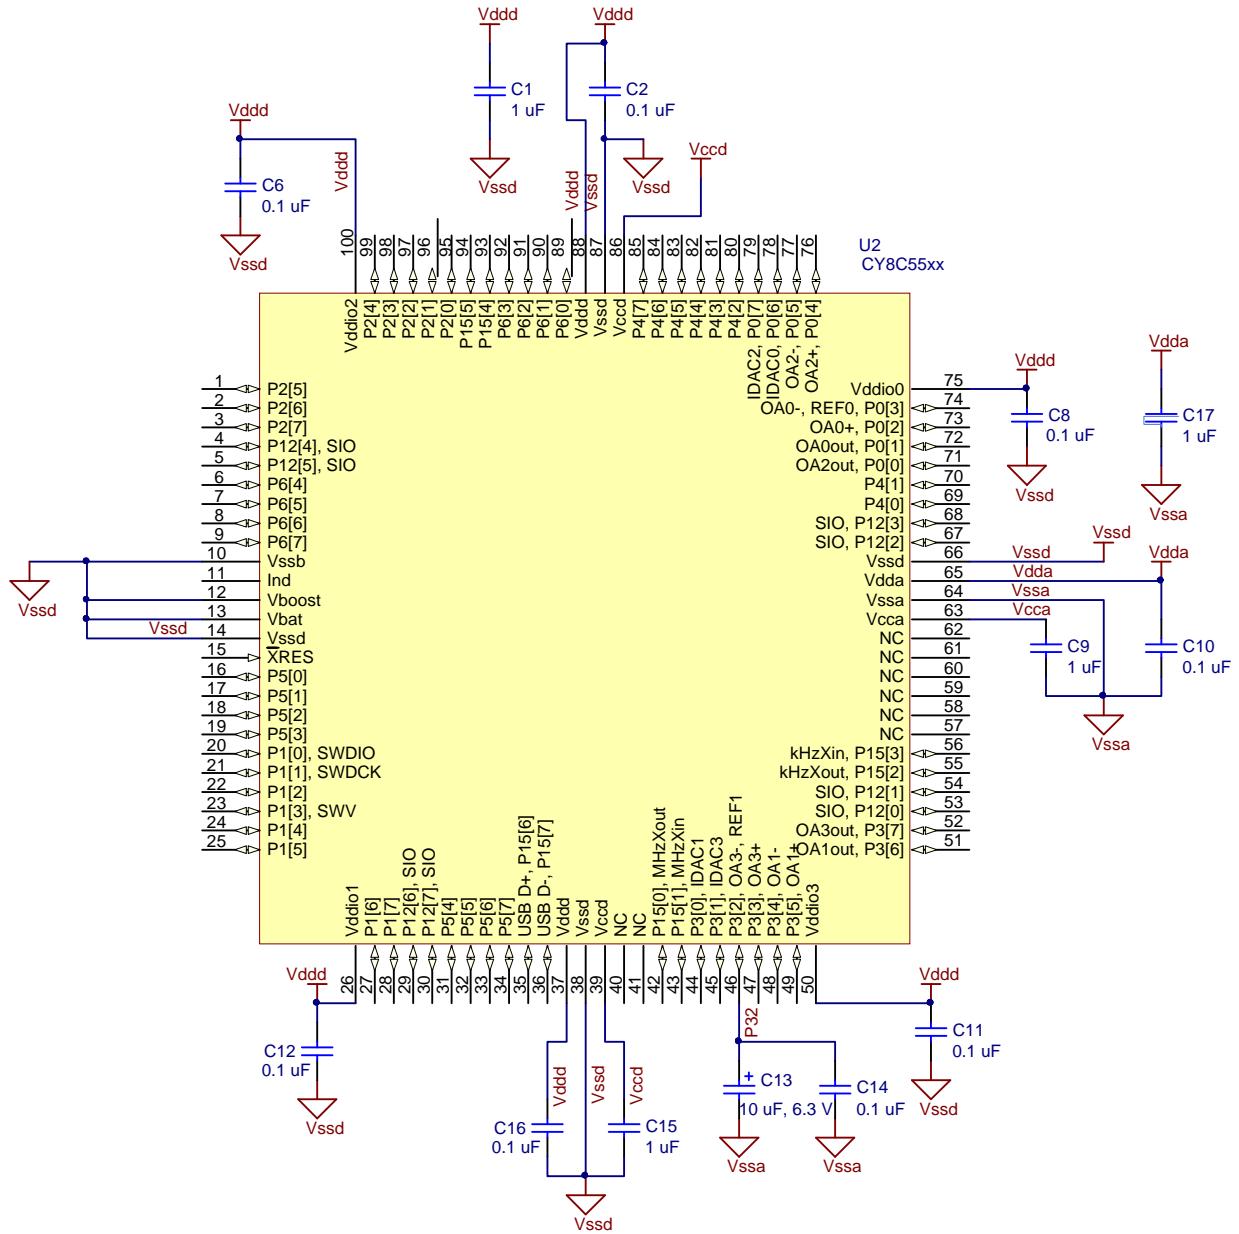 Vddd
C1
1 uF
Vssd
Vddd
C2
0.1 uF
Vssd
Vddd
C6
0.1 uF
Vssd
Vddd
Vddd
Vssd
Vccd
U2
CY8C55xx
100
99
98
97
96
95
94
93
92
91
90
89
88
87
86
85
84
83
82
81
80
79
78
77
76
Vddio2
P2[4]
P2[3]
P2[2]
P2[1]
P2[0]
P15[5]
P15[4]
P6[3]
P6[2]
P6[1]
P6[0]
Vddd
Vssd
Vccd
P4[7]
P4[6]
P4[5]
P4[4]
P4[3]
P4[2]
IDAC2, P0[7]
IDAC0, P0[6]
OA2-, P0[5]
OA2+, P0[4]
1 P2[5]
2 P2[6]
3 P2[7]
4 P12[4], SIO
5 P12[5], SIO
6 P6[4]
7 P6[5]
8 P6[6]
9 P6[7]
10 Vssb
11 Ind
12 Vboost
13 Vbat
Vssd 14 Vssd
15 XRES
16 P5[0]
17 P5[1]
18 P5[2]
19 P5[3]
20 P1[0], SWDIO
21 P1[1], SWDCK
22 P1[2]
23 P1[3], SWV
24 P1[4]
25 P1[5]
Vssd
Vddio0 75
OA0-, REF0, P0[3] 74
OA0+, P0[2] 73
OA0out, P0[1] 72
OA2out, P0[0] 71
P4[1] 70
P4[0] 69
SIO, P12[3] 68
SIO, P12[2] 67
Vssd 66 Vssd
Vdda 65 Vdda
Vssa 64 Vssa
Vcca 63 Vcca
NC 62
NC 61
NC 60
NC 59
NC 58
NC 57
kHzXin, P15[3] 56
kHzXout, P15[2] 55
SIO, P12[1] 54
SIO, P12[0] 53
OA3out, P3[7] 52
OA1out, P3[6] 51
Vddd
C8
0.1 uF
Vssd
Vdda
C17
1 uF
Vssa
Vssd
Vdda
C9
1 uF
C10
0.1 uF
Vssa
Vddio1
P1[6]
P1[7]
P12[6], SIO
P12[7], SIO
P5[4]
P5[5]
P5[6]
P5[7]
USB D+, P15[6]
USB D-, P15[7]
Vddd
Vssd
Vccd
NC
NC
P15[0], MHzXout
P15[1], MHzXin
P3[0], IDAC1
P3[1], IDAC3
P3[2], OA3-, REF1
P3[3], OA3+
P3[4], OA1-
P3[5], OA1+
Vddio3
26
27
28
29
30
31
32
33
34
35
36
37
38
39
40
41
42
43
44
45
46
47
48
49
50
Vddd
C12
0.1 uF
Vssd
Vddd
Vssd
Vccd
C16
0.1 uF
C15
1 uF
Vssd
P32
+
C13
10 uF, 6.3 V
Vssa
C14
0.1 uF
Vssa
Vddd
C11
0.1 uF
Vssd